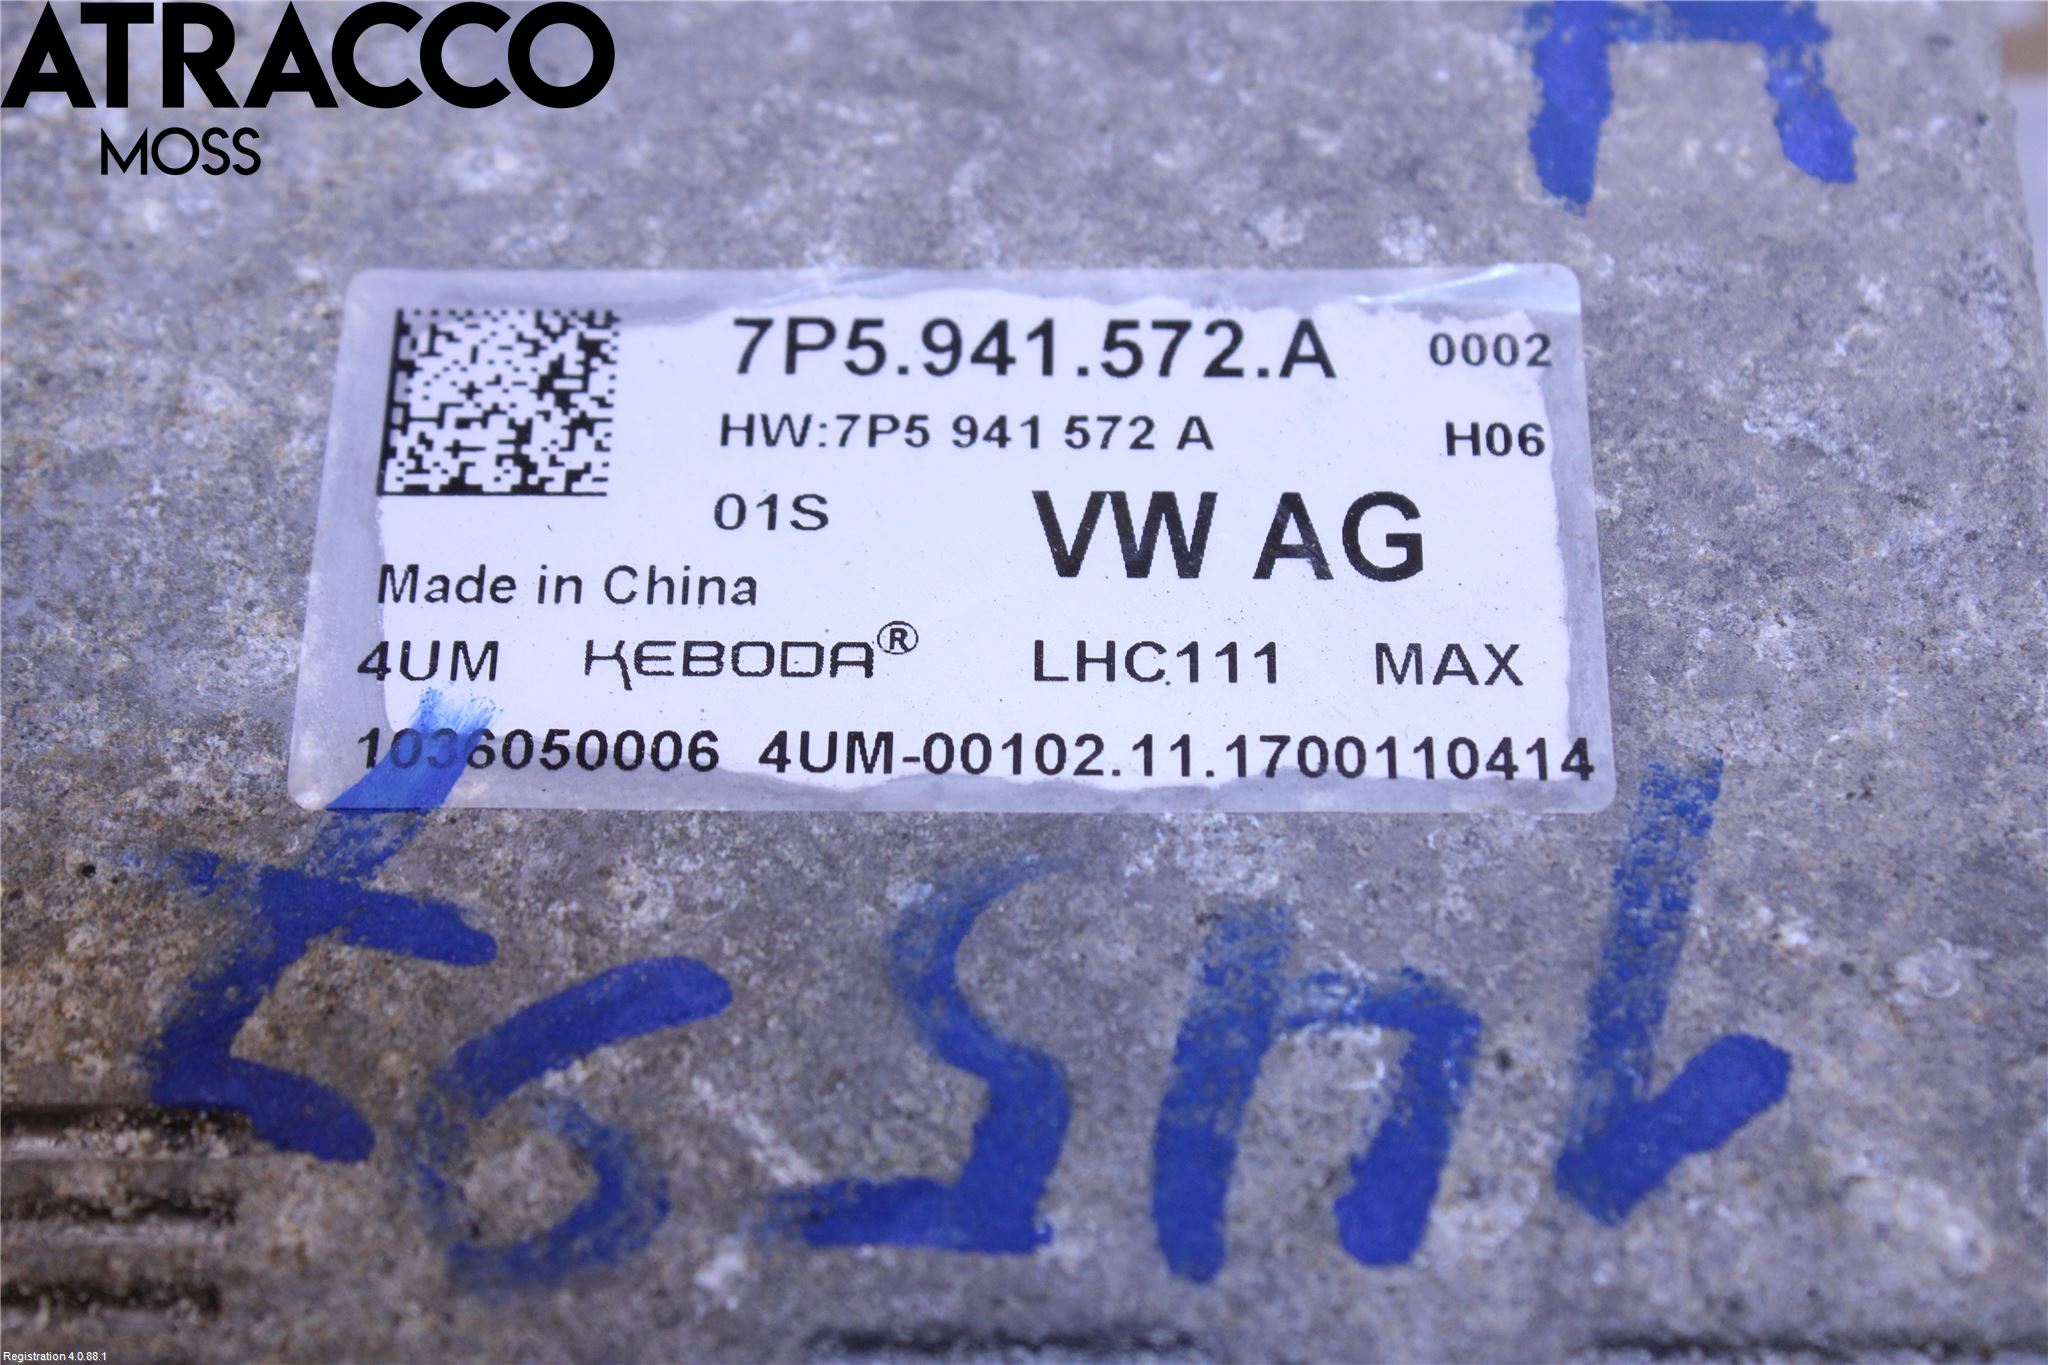 ATRACCO
MOSS
7P5.941.572.A 0002
HW:7P5 941 572 A H06
01S VW AG
Made in China
4UM KEBODA® LHC111 MAX
1036050006 4UM-00102.11.1700110414
14597
Registration 4.0.88.1